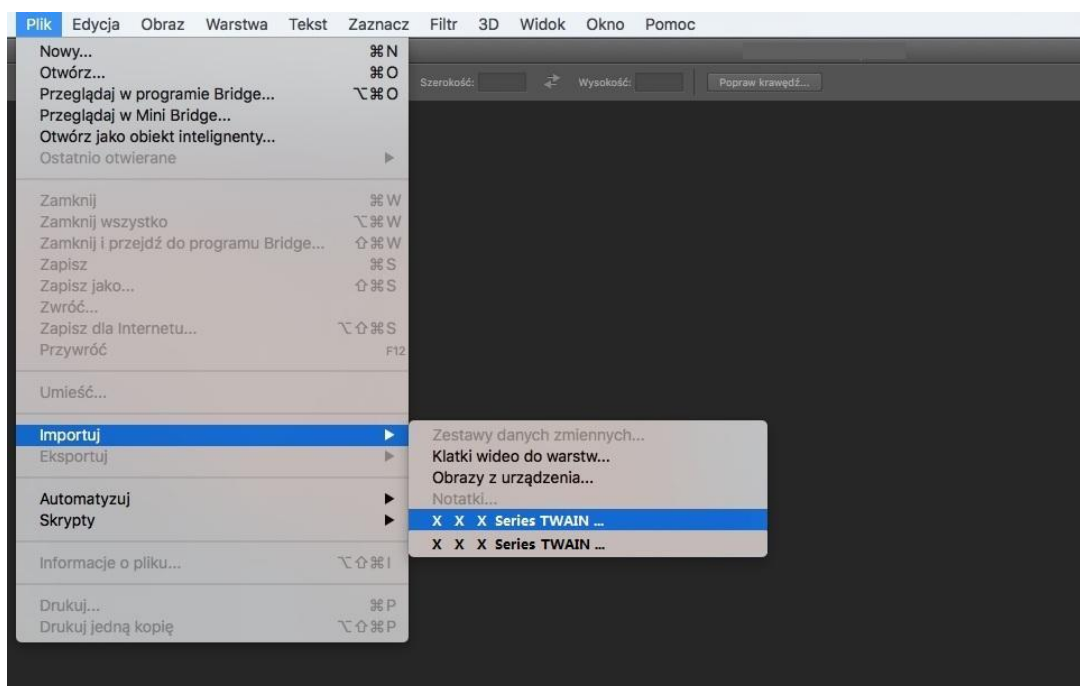 Plik Edycja Obraz Warstwa Tekst Zaznacz Filtr 3D Widok Okno Pomoc
Szerokość: Wysokość: Popraw krawędź...
Nowy... ⌘N
Otwórz... ⌘O
Przeglądaj w programie Bridge... ⌥⌘O
Przeglądaj w Mini Bridge...
Otwórz jako obiekt inteligenty...
Ostatnio otwierane ▶
Zamknij ⌘W
Zamknij wszystko ⌥⌘W
Zamknij i przejdź do programu Bridge... ⇧⌘W
Zapisz ⌘S
Zapisz jako... ⇧⌘S
Zwróć...
Zapisz dla Internetu... ⌥⇧⌘S
Przywróć F12
Umieść...
Importuj ▶
Eksportuj ▶
Automatyzuj ▶
Skrypty ▶
Informacje o pliku... ⌥⇧⌘I
Drukuj... ⌘P
Drukuj jedną kopię ⌥⇧⌘P
Zestawy danych zmiennych...
Klatki wideo do warstw...
Obrazy z urządzenia...
Notatki...
X X X Series TWAIN ...
X X X Series TWAIN ...